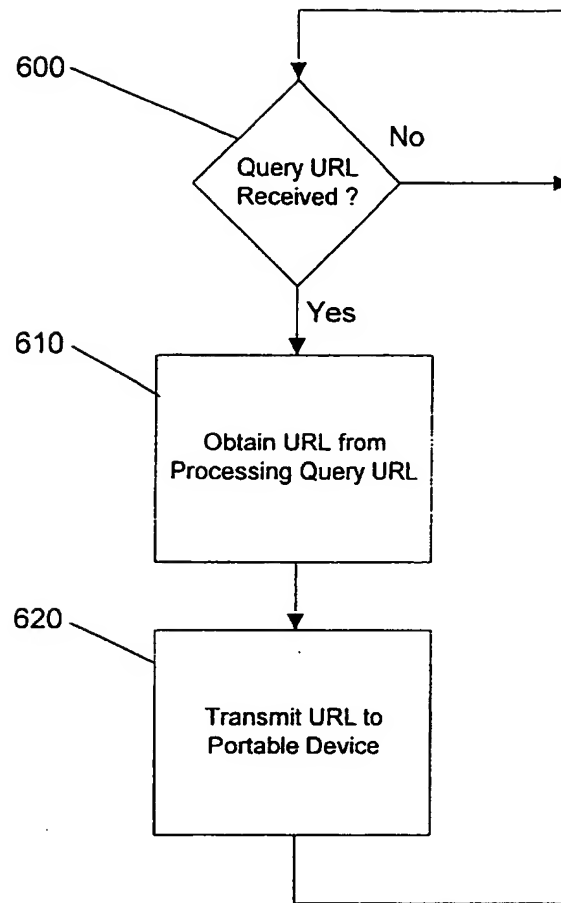 600
No
Query URL
Received ?
Yes
610
Obtain URL from
Processing Query URL
620
Transmit URL to
Portable Device